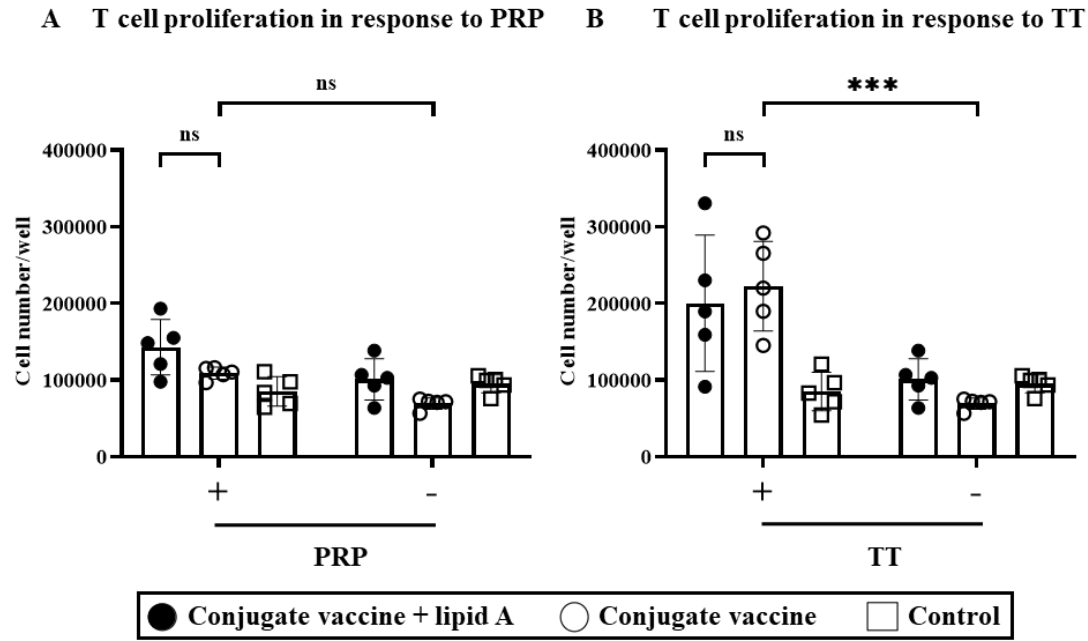 A T cell proliferation in response to PRP
ns
ns
400000
300000
200000
100000
0
Cell number/well
+ -
PRP
B T cell proliferation in response to TT
***
ns
400000
300000
200000
100000
0
Cell number/well
+ -
TT
Conjugate vaccine + lipid A Conjugate vaccine Control